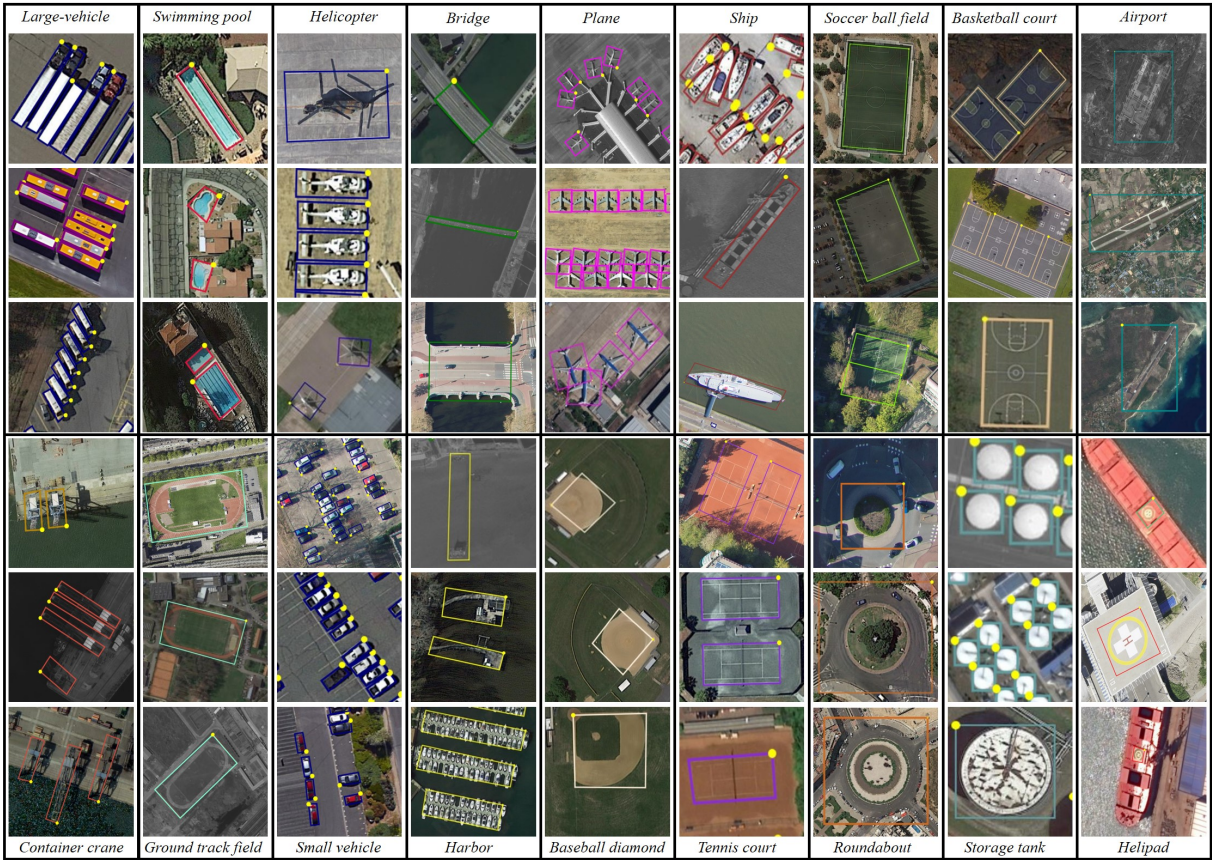 Large-vehicle
Swimming pool
Helicopter
Bridge
Plane
Ship
Soccer ball field
Basketball court
Airport
H
Container crane
Ground track field
Small vehicle
Harbor
Baseball diamond
Tennis court
Roundabout
Storage tank
Helipad